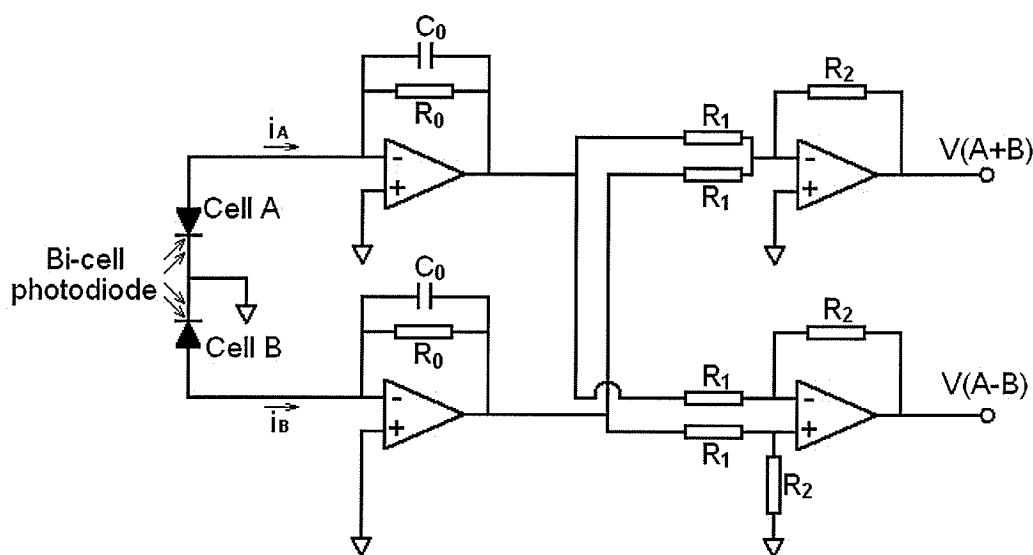 C0
R0
iA
R1
R1
R2
-
+
-
+
V(A+B)
Cell A
Bi-cell
photodiode
Cell B
C0
R0
iB
R1
R1
R2
R2
-
+
-
+
V(A-B)